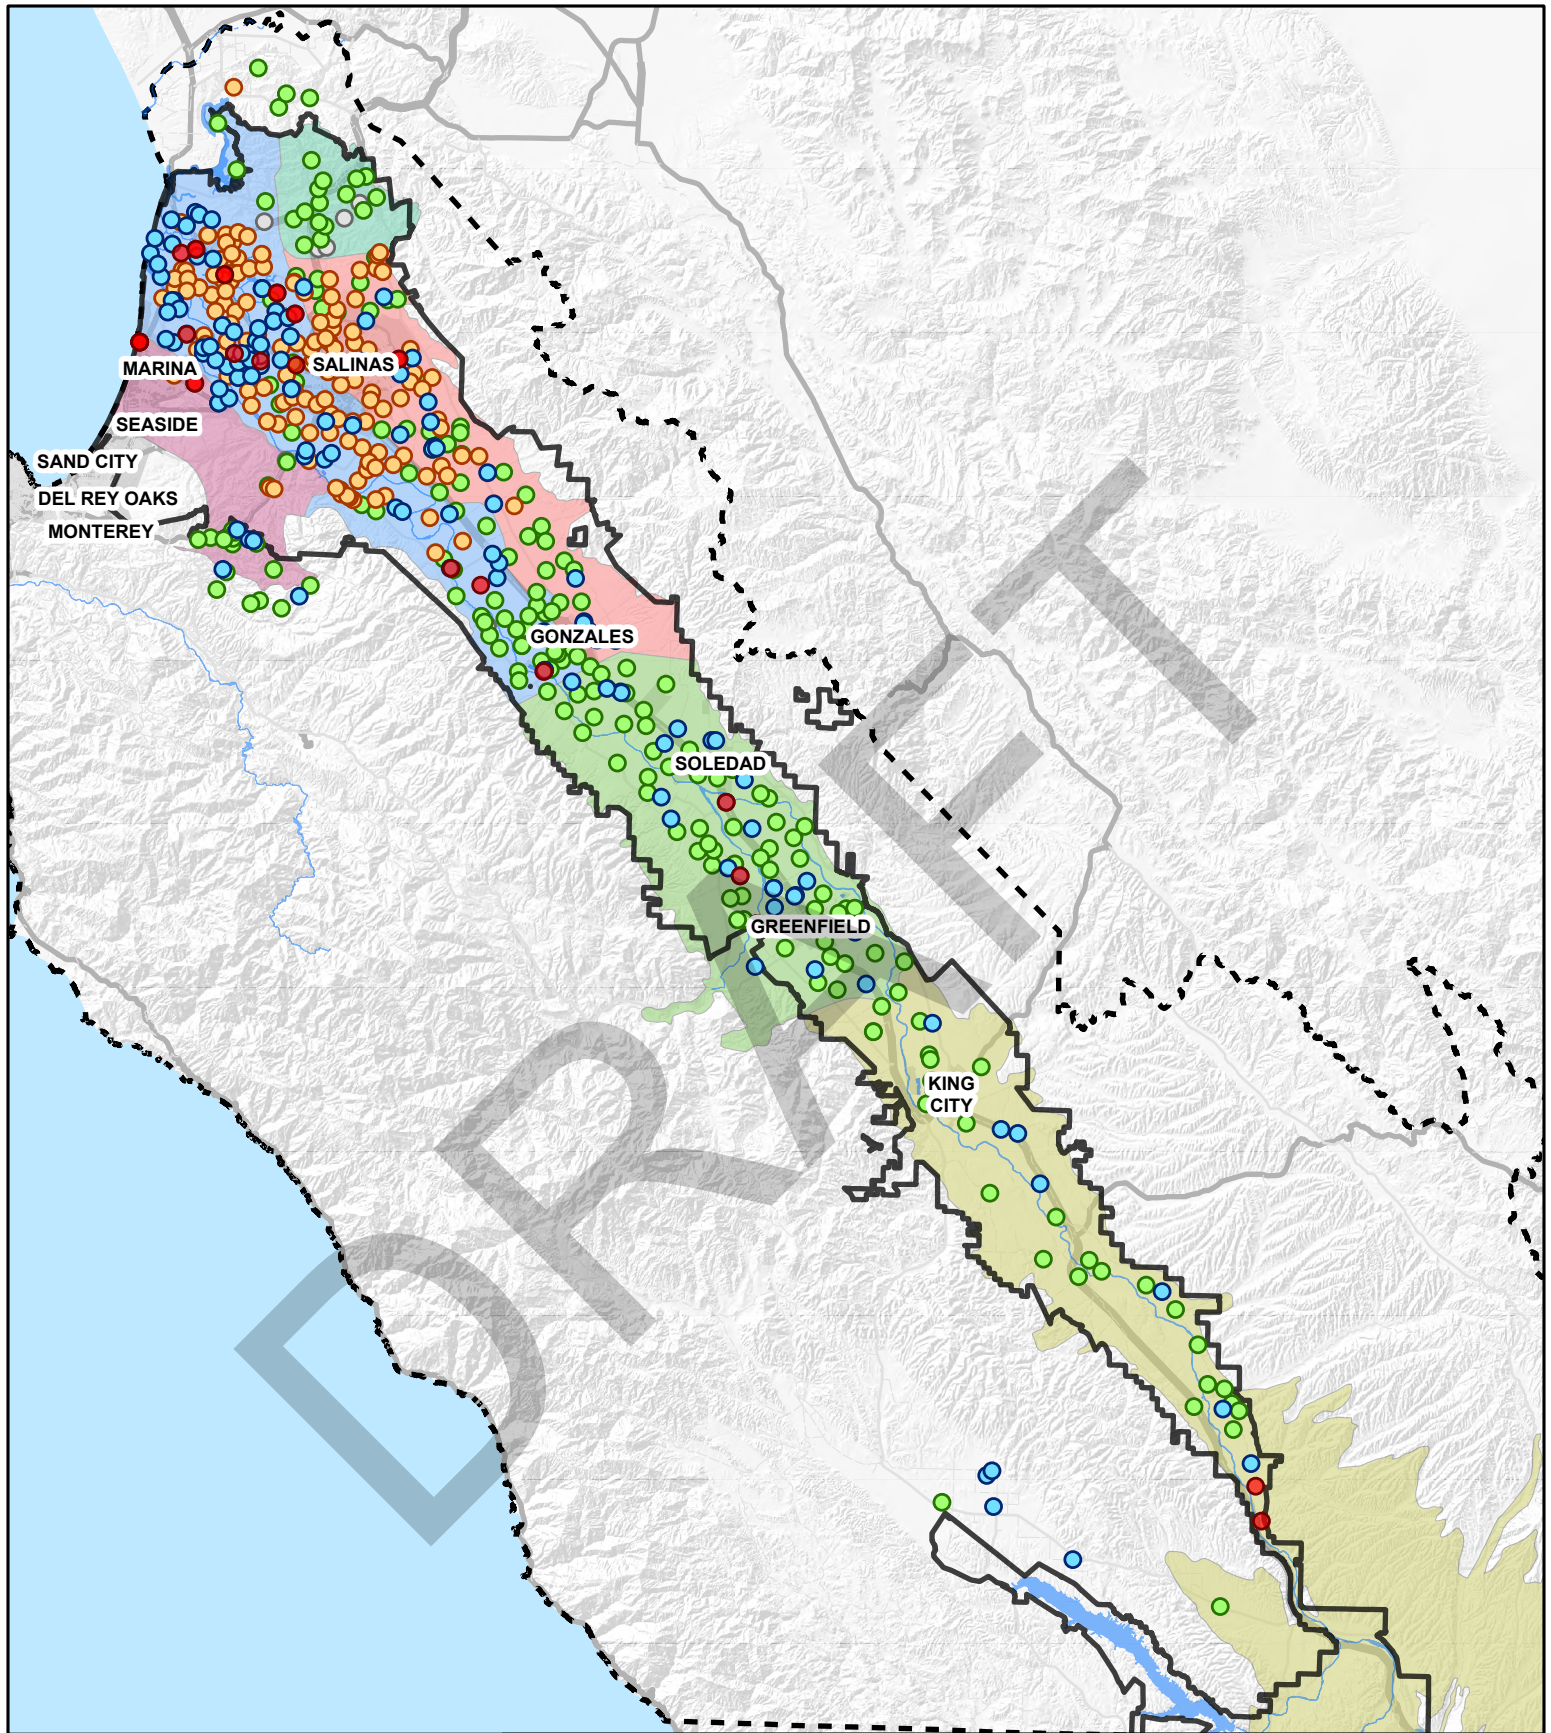 MARINA
SALINAS
SEASIDE
SAND CITY
DEL REY OAKS
MONTEREY
GONZALES
SOLEDAD
GREENFIELD
KING
CITY
DRAFT